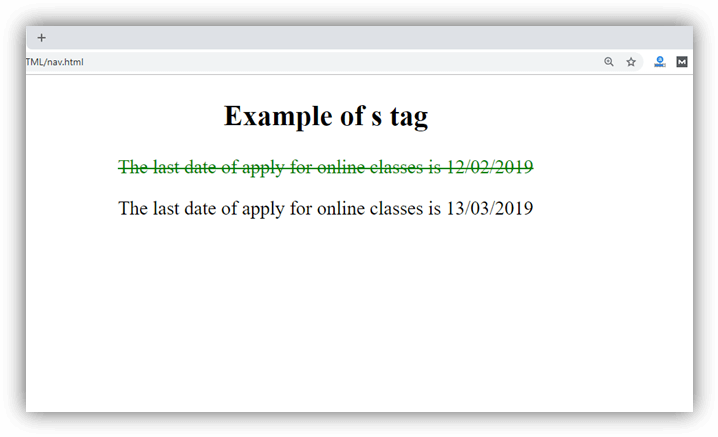 +
TML/nav.html
Example of s tag
The last date of apply for online classes is 12/02/2019
The last date of apply for online classes is 13/03/2019